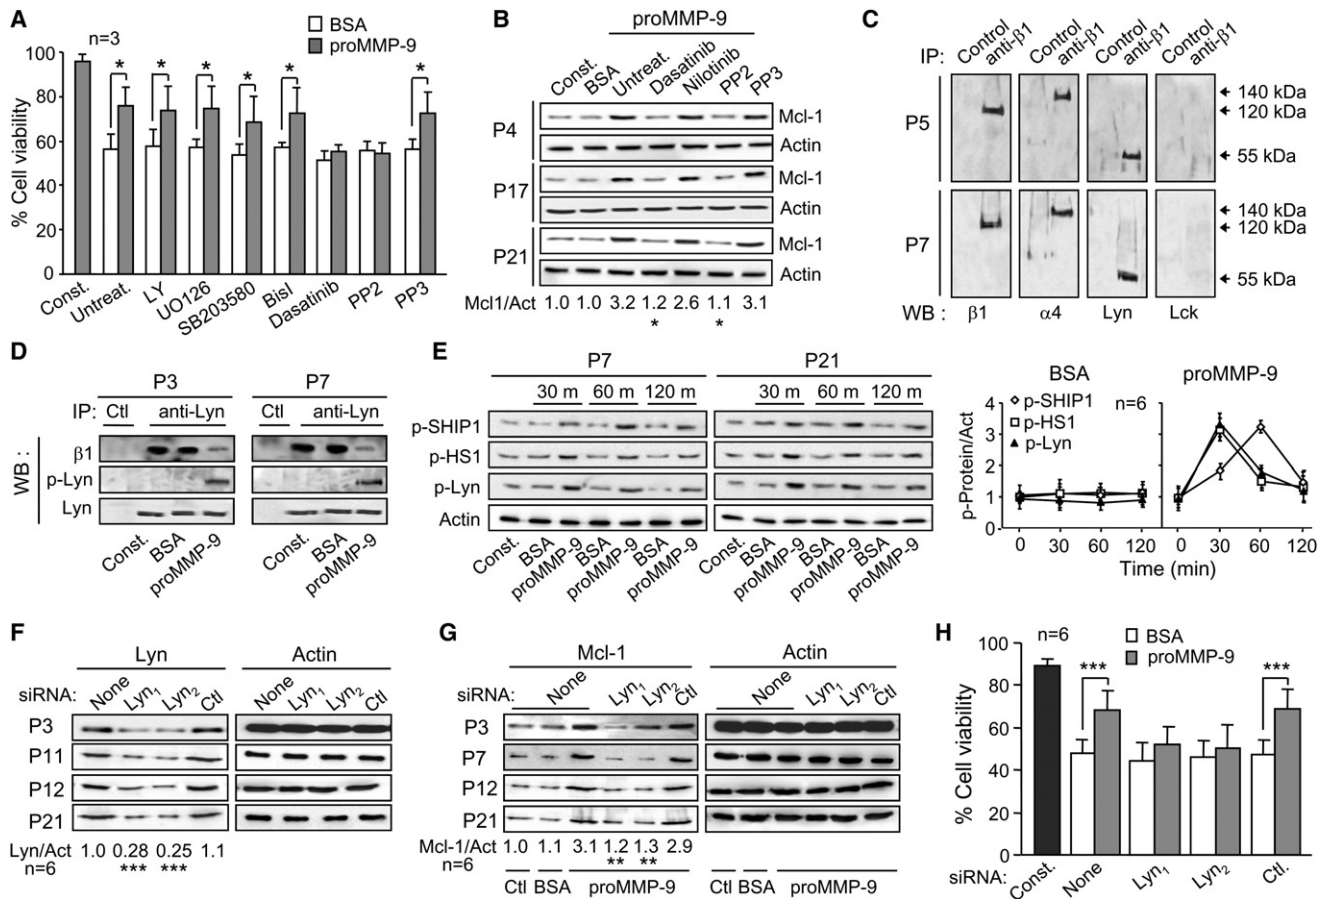 A
BSA
proMMP-9
n=3
% Cell viability
100
80
60
40
20
0
* * * * * *
Const.
Untreat.
LY
UO126
SB203580
BisI
Dasatinib
PP2
PP3
B
proMMP-9
Const.
BSA
Untreat.
Dasatinib
Nilotinib
PP2
PP3
P4
Mcl-1
Actin
P17
Mcl-1
Actin
P21
Mcl-1
Actin
Mcl1/Act 1.0 1.0 3.2 1.2 2.6 1.1 3.1
* *
C
IP: Control anti-β1 Control anti-β1 Control anti-β1 Control anti-β1
P5
140 kDa
120 kDa
55 kDa
P7
140 kDa
120 kDa
55 kDa
WB : β1 α4 Lyn Lck
D
P3 P7
IP: Ctl anti-Lyn Ctl anti-Lyn
WB :
β1
p-Lyn
Lyn
Const. BSA proMMP-9 Const. BSA proMMP-9
E
P7 P21
30 m 60 m 120 m 30 m 60 m 120 m
p-SHIP1
p-HS1
p-Lyn
Actin
Const. BSA proMMP-9 BSA proMMP-9 BSA proMMP-9 Const. BSA proMMP-9 BSA proMMP-9 BSA proMMP-9
BSA proMMP-9
p-SHIP1
p-HS1
p-Lyn
n=6
p-Protein/Act
4
3
2
1
0
0 30 60 120 0 30 60 120
Time (min)
F
Lyn Actin
siRNA: None Lyn1 Lyn2 Ctl None Lyn1 Lyn2 Ctl
P3
P11
P12
P21
Lyn/Act 1.0 0.28 0.25 1.1
n=6 *** ***
G
Mcl-1 Actin
siRNA: None Lyn1 Lyn2 Ctl None Lyn1 Lyn2 Ctl
P3
P7
P12
P21
Mcl-1/Act 1.0 1.1 3.1 1.2 1.3 2.9
n=6 ** **
Ctl BSA proMMP-9 Ctl BSA proMMP-9
H
n=6
BSA
proMMP-9
% Cell viability
100
80
60
40
20
0
*** ***
siRNA: Const. None Lyn1 Lyn2 Ctl.